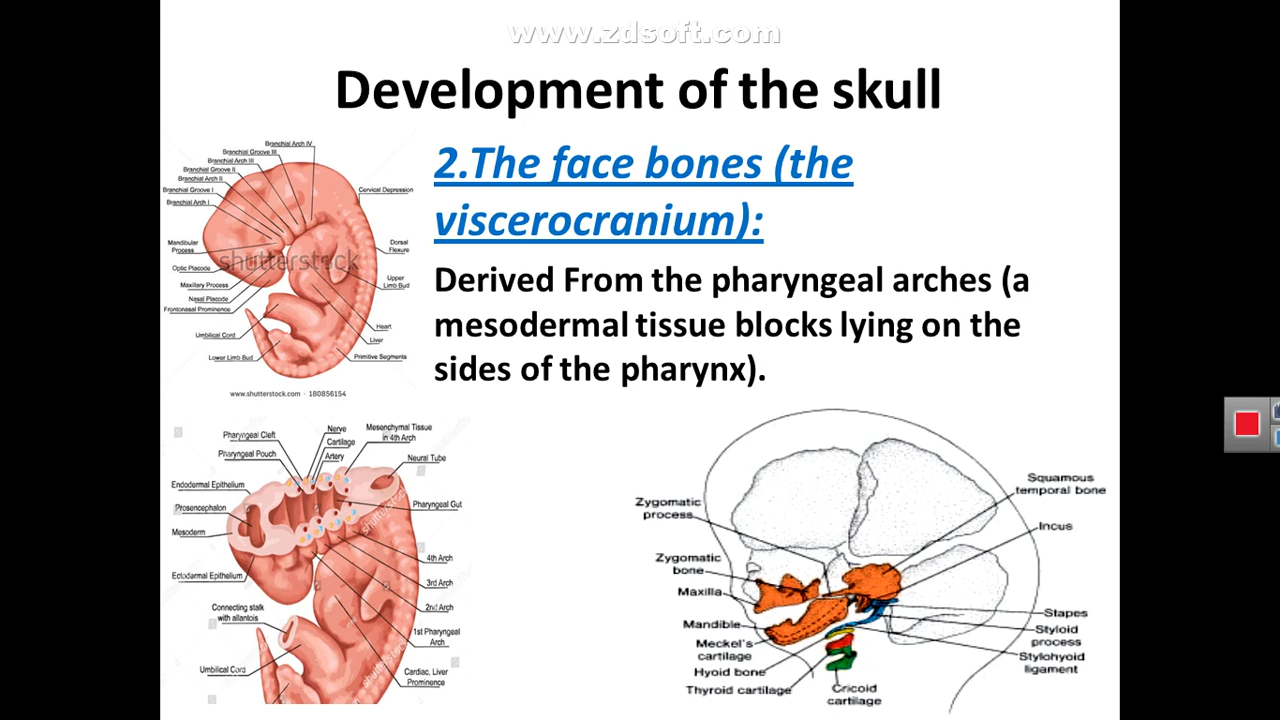 www.zdsoft.com
Development of the skull
2.The face bones (the
viscerocranium):
Derived From the pharyngeal arches (a
mesodermal tissue blocks lying on the
sides of the pharynx).
Branchial Arch IV
Branchial Groove III
Branchial Arch III
Branchial Groove II
Branchial Arch II
Branchial Groove I
Branchial Arch I
Cervical Depression
Mandibular
Process
Dorsal
Flexure
shutterstock
Optic Placode
Maxillary Process
Upper
Limb Bud
Nasal Placode
Frontonasal Prominence
Heart
Umbilical Cord
Liver
Lower Limb Bud
Primitive Segments
www.shutterstock.com · 180856154
Nerve
Mesenchymal Tissue
in 4th Arch
Pharyngeal Cleft
Cartilage
Pharyngeal Pouch
Artery
Neural Tube
Endodermal Epithelium
Pharyngeal Gut
Prosencephalon
Mesoderm
4th Arch
Ectodermal Epithelium
3rd Arch
2nd Arch
Connecting stalk
with allantois
1st Pharyngeal
Arch
Umbilical Cord
Cardiac, Liver
Prominence
shutterstock
shutterstock
Squamous
temporal bone
Zygomatic
process
Incus
Zygomatic
bone
Maxilla
Stapes
Mandible
Styloid
process
Meckel's
cartilage
Stylohyoid
ligament
Hyoid bone
Thyroid cartilage
Cricoid
cartilage